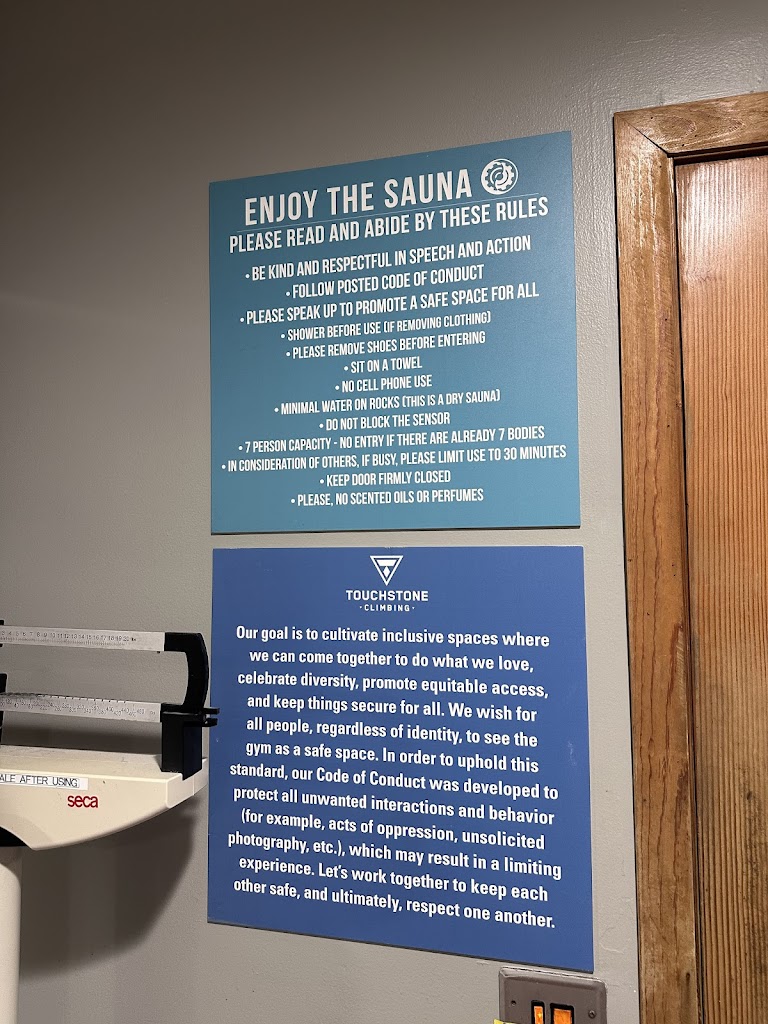 ENJOY THE SAUNA
PLEASE READ AND ABIDE BY THESE RULES
• BE KIND AND RESPECTFUL IN SPEECH AND ACTION
• FOLLOW POSTED CODE OF CONDUCT
• PLEASE SPEAK UP TO PROMOTE A SAFE SPACE FOR ALL
• SHOWER BEFORE USE (IF REMOVING CLOTHING)
• PLEASE REMOVE SHOES BEFORE ENTERING
• SIT ON A TOWEL
• NO CELL PHONE USE
• MINIMAL WATER ON ROCKS (THIS IS A DRY SAUNA)
• DO NOT BLOCK THE SENSOR
• 7 PERSON CAPACITY - NO ENTRY IF THERE ARE ALREADY 7 BODIES
• IN CONSIDERATION OF OTHERS, IF BUSY, PLEASE LIMIT USE TO 30 MINUTES
• KEEP DOOR FIRMLY CLOSED
• PLEASE, NO SCENTED OILS OR PERFUMES
TOUCHSTONE
• CLIMBING •
Our goal is to cultivate inclusive spaces where
we can come together to do what we love,
celebrate diversity, promote equitable access,
and keep things secure for all. We wish for
all people, regardless of identity, to see the
gym as a safe space. In order to uphold this
standard, our Code of Conduct was developed to
protect all unwanted interactions and behavior
(for example, acts of oppression, unsolicited
photography, etc.), which may result in a limiting
experience. Let's work together to keep each
other safe, and ultimately, respect one another.
AFTER USING
seca